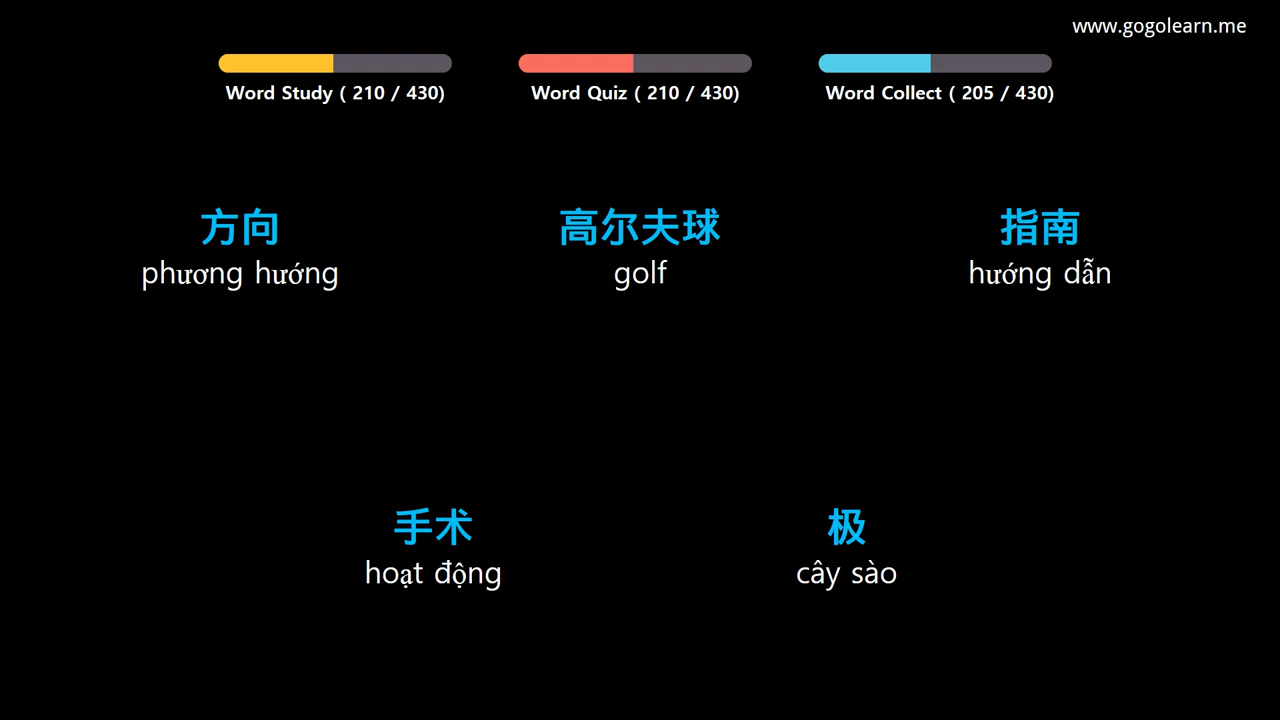 www.gogolearn.me
Word Study ( 210 / 430)
Word Quiz ( 210 / 430)
Word Collect ( 205 / 430)
方向
phương hướng
高尔夫球
golf
指南
hướng dẫn
手术
hoạt động
极
cây sào